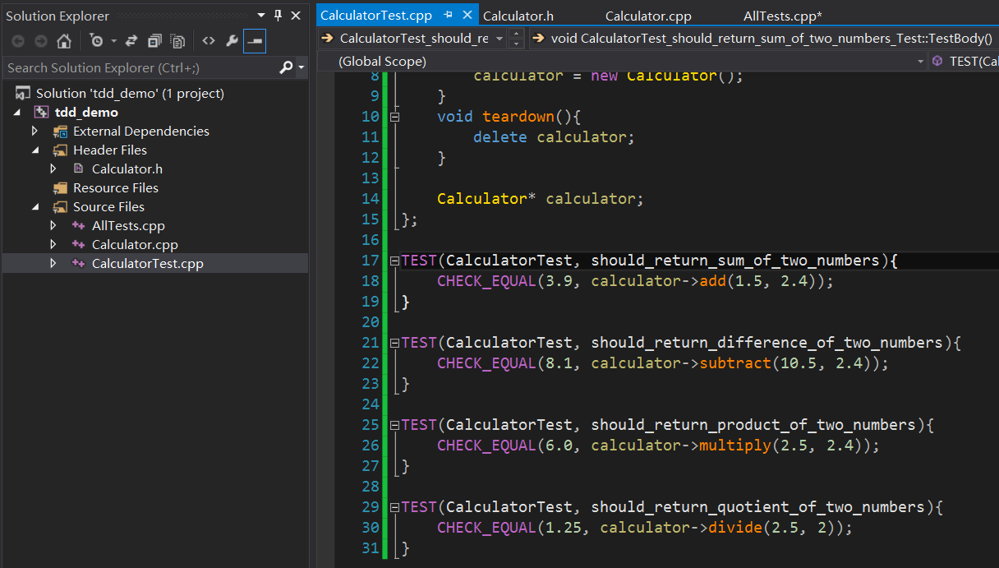 Solution Explorer
Search Solution Explorer (Ctrl+;)
Solution 'tdd_demo' (1 project)
tdd_demo
External Dependencies
Header Files
Calculator.h
Resource Files
Source Files
AllTests.cpp
Calculator.cpp
CalculatorTest.cpp
CalculatorTest.cpp Calculator.h Calculator.cpp AllTests.cpp*
CalculatorTest_should_re void CalculatorTest_should_return_sum_of_two_numbers_Test::TestBody()
(Global Scope) TEST(Cal
8 calculator = new Calculator();
9 }
10 void teardown(){
11 delete calculator;
12 }
13
14 Calculator* calculator;
15 };
16
17 TEST(CalculatorTest, should_return_sum_of_two_numbers){
18 CHECK_EQUAL(3.9, calculator->add(1.5, 2.4));
19 }
20
21 TEST(CalculatorTest, should_return_difference_of_two_numbers){
22 CHECK_EQUAL(8.1, calculator->subtract(10.5, 2.4));
23 }
24
25 TEST(CalculatorTest, should_return_product_of_two_numbers){
26 CHECK_EQUAL(6.0, calculator->multiply(2.5, 2.4));
27 }
28
29 TEST(CalculatorTest, should_return_quotient_of_two_numbers){
30 CHECK_EQUAL(1.25, calculator->divide(2.5, 2));
31 }